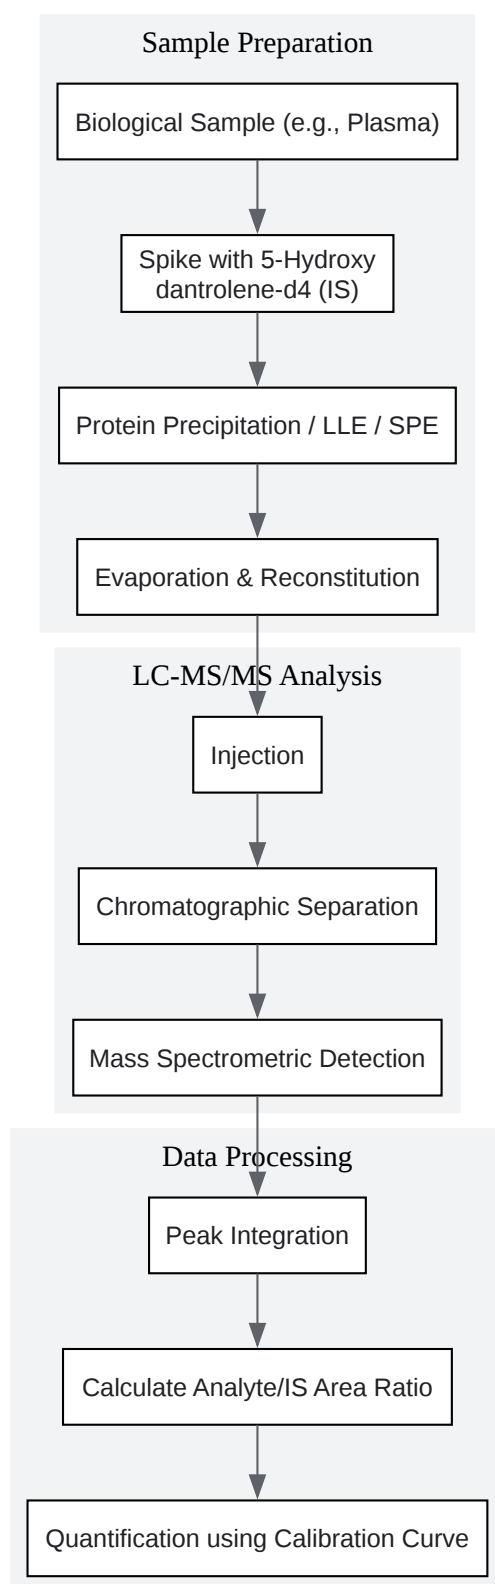 Sample Preparation
Biological Sample (e.g., Plasma)
Spike with 5-Hydroxy
dantrolene-d4 (IS)
Protein Precipitation / LLE / SPE
Evaporation & Reconstitution
LC-MS/MS Analysis
Injection
Chromatographic Separation
Mass Spectrometric Detection
Data Processing
Peak Integration
Calculate Analyte/IS Area Ratio
Quantification using Calibration Curve